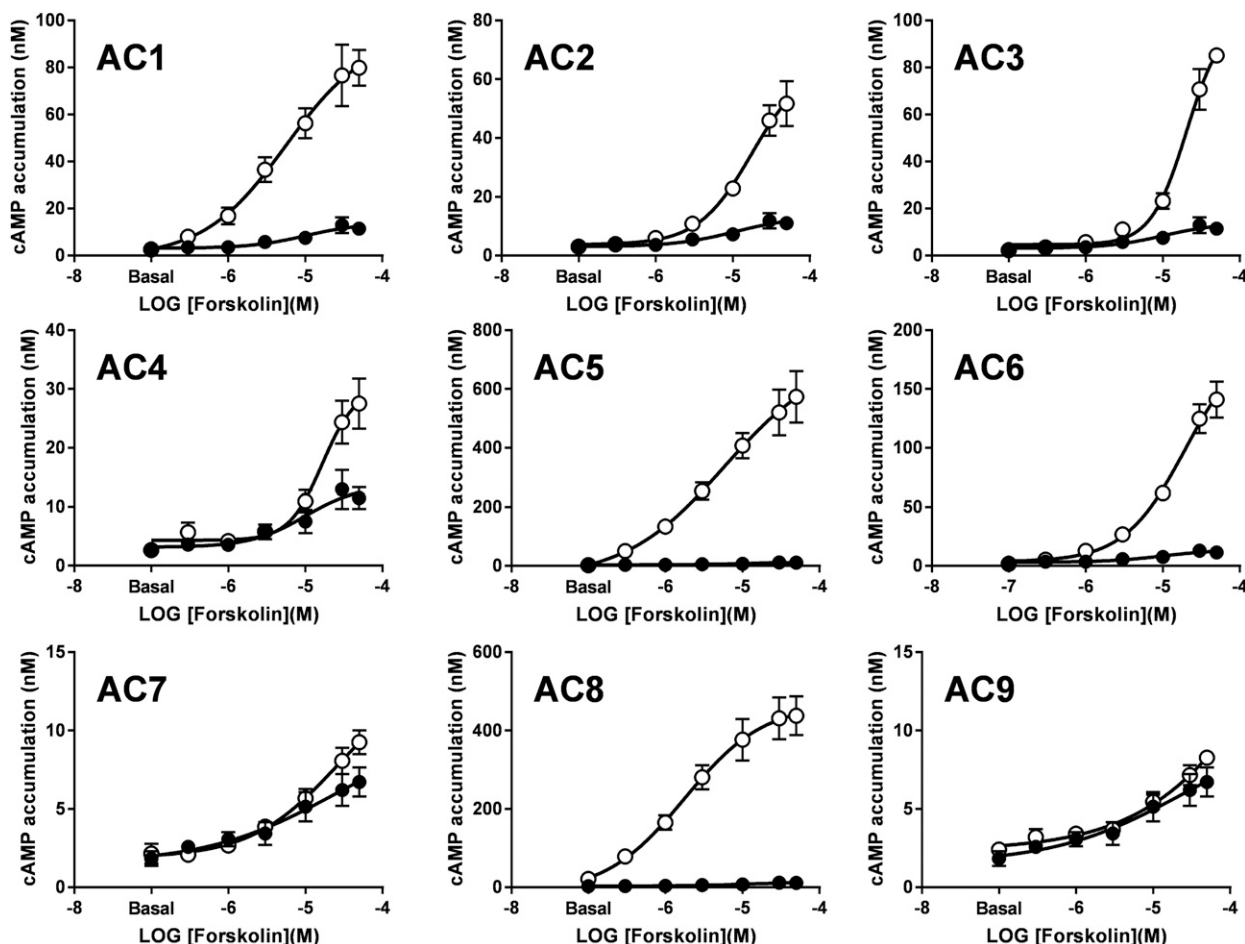 AC1
cAMP accumulation (nM)
100
80
60
40
20
0
-8 Basal -6 -5 -4
LOG [Forskolin](M)
AC2
cAMP accumulation (nM)
80
60
40
20
0
-8 Basal -6 -5 -4
LOG [Forskolin](M)
AC3
cAMP accumulation (nM)
100
80
60
40
20
0
-8 Basal -6 -5 -4
LOG [Forskolin](M)
AC4
cAMP accumulation (nM)
40
30
20
10
0
-8 Basal -6 -5 -4
LOG [Forskolin](M)
AC5
cAMP accumulation (nM)
800
600
400
200
0
-8 Basal -6 -5 -4
LOG [Forskolin](M)
AC6
cAMP accumulation (nM)
200
150
100
50
0
-8 -7 -6 -5 -4
LOG [Forskolin](M)
AC7
cAMP accumulation (nM)
15
10
5
0
-8 Basal -6 -5 -4
LOG [Forskolin](M)
AC8
cAMP accumulation (nM)
600
400
200
0
-8 Basal -6 -5 -4
LOG [Forskolin](M)
AC9
cAMP accumulation (nM)
15
10
5
0
-8 Basal -6 -5 -4
LOG [Forskolin](M)